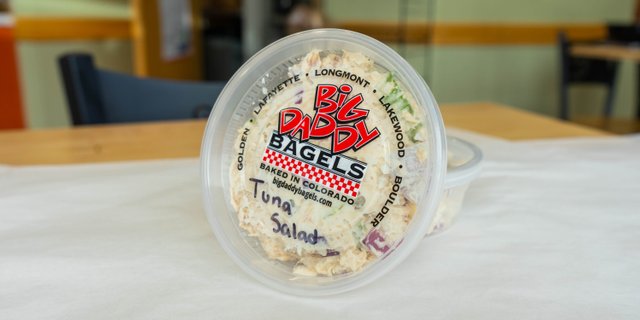 GOLDEN • LAFAYETTE • LONGMONT • LAKEWOOD • BOULDER
BIG
DADDY
BAGELS
BAKED IN COLORADO
bigdaddybagels.com
Tuna
Salad